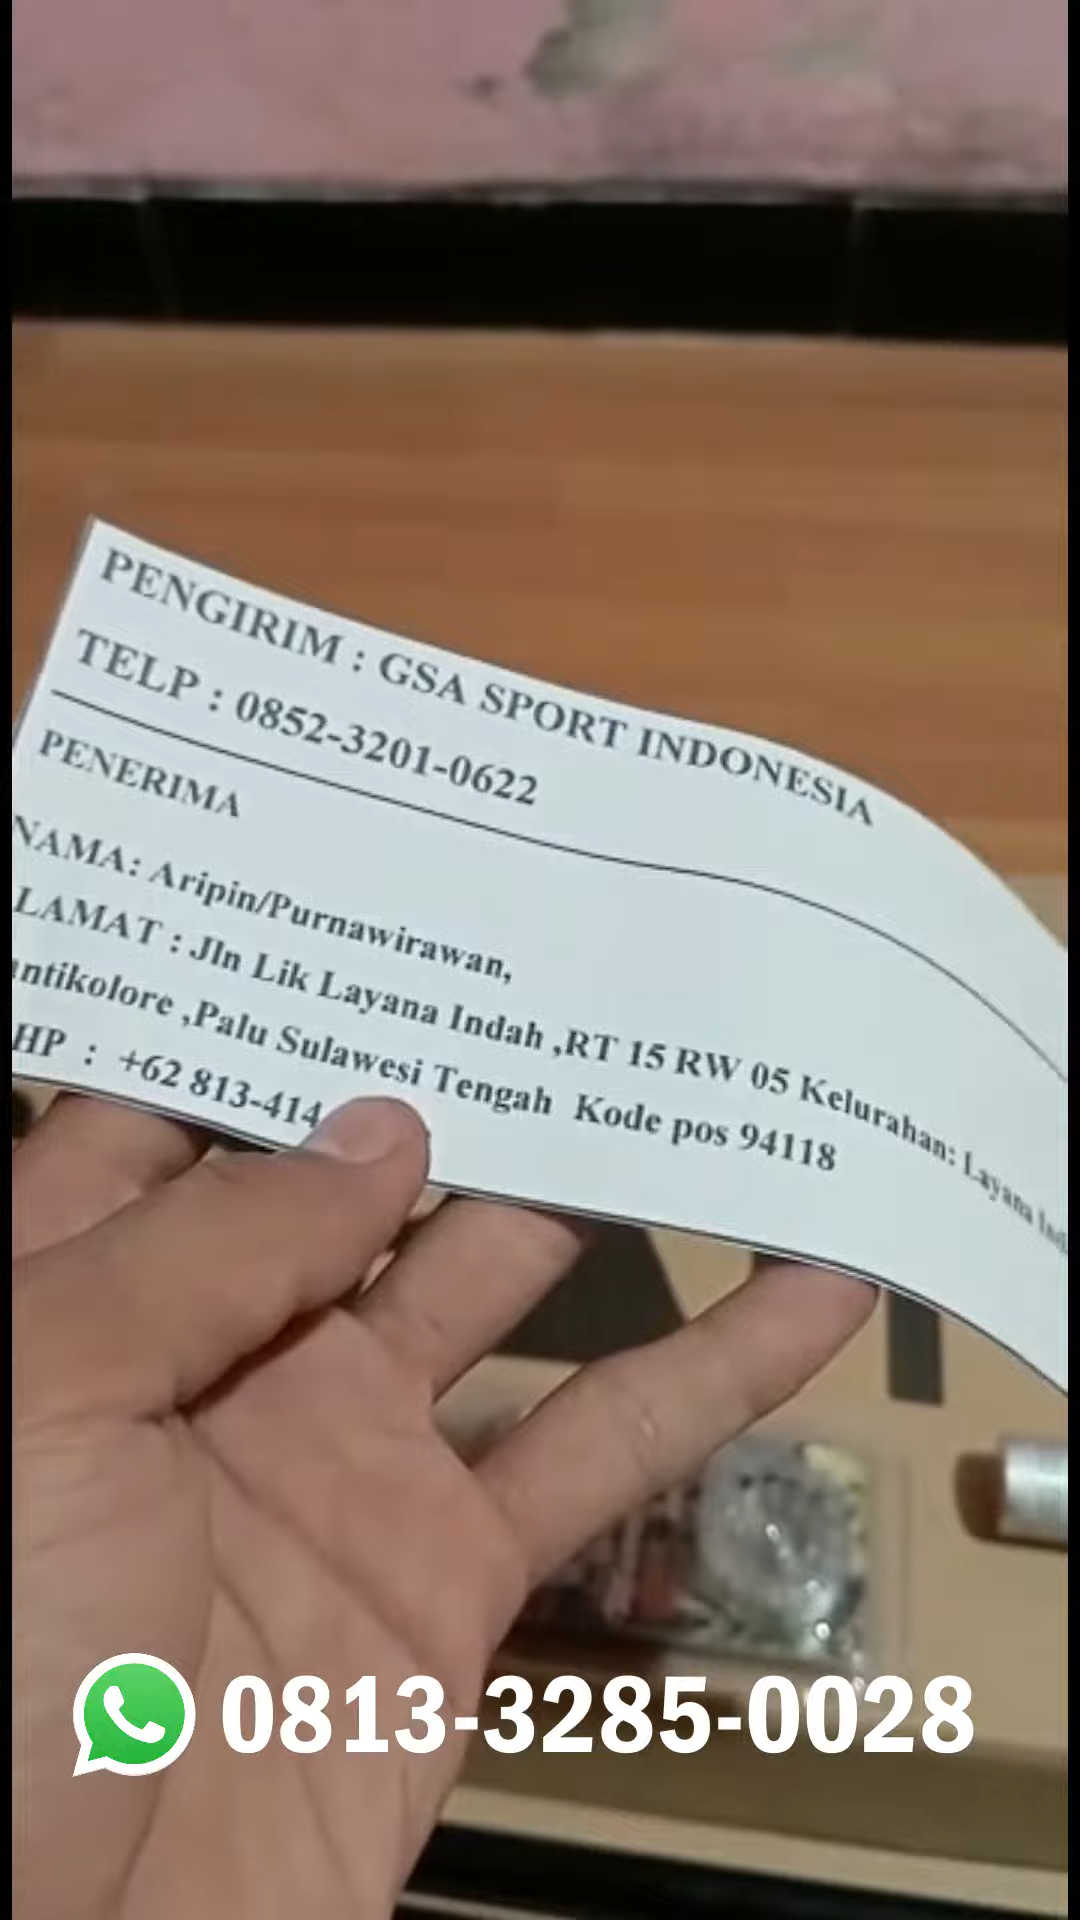 PENGIRIM : GSA SPORT INDONESIA
TELP : 0852-3201-0622
PENERIMA
NAMA: Aripin/Purnawirawan,
LAMAT : Jln Lik Layana Indah ,RT 15 RW 05 Kelurahan: Layana Ind
antikolore ,Palu Sulawesi Tengah Kode pos 94118
HP : +62 813-414
0813-3285-0028